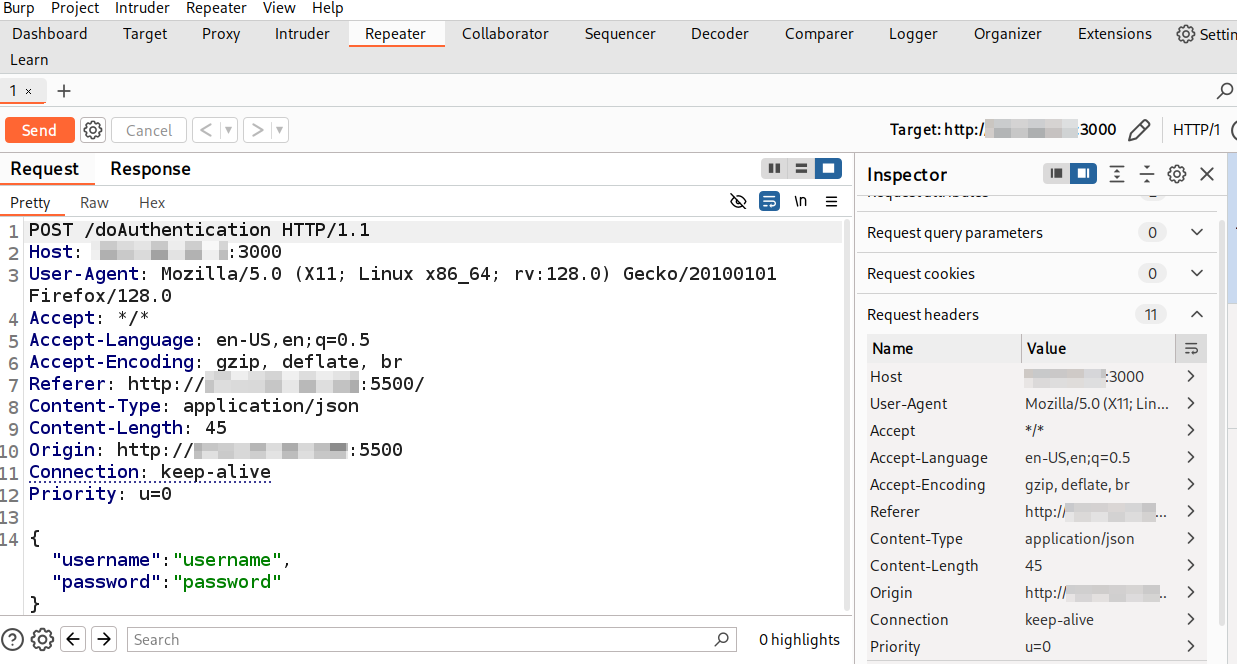 Burp Project Intruder Repeater View Help
Dashboard Target Proxy Intruder Repeater Collaborator Sequencer Decoder Comparer Logger Organizer Extensions Settin
Learn
1 × +
Send Cancel < ▾ > ▾ Target: http:// :3000 HTTP/1
Request Response
Pretty Raw Hex \n
1 POST /doAuthentication HTTP/1.1
2 Host: :3000
3 User-Agent: Mozilla/5.0 (X11; Linux x86_64; rv:128.0) Gecko/20100101
Firefox/128.0
4 Accept: */*
5 Accept-Language: en-US,en;q=0.5
6 Accept-Encoding: gzip, deflate, br
7 Referer: http:// :5500/
8 Content-Type: application/json
9 Content-Length: 45
10 Origin: http:// :5500
11 Connection: keep-alive
12 Priority: u=0
13
14 {
"username":"username",
"password":"password"
}
? Search 0 highlights
Inspector
Request query parameters 0
Request cookies 0
Request headers 11
Name Value
Host :3000
User-Agent Mozilla/5.0 (X11; Lin...
Accept */*
Accept-Language en-US,en;q=0.5
Accept-Encoding gzip, deflate, br
Referer http:// ...
Content-Type application/json
Content-Length 45
Origin http:// ..
Connection keep-alive
Priority u=0